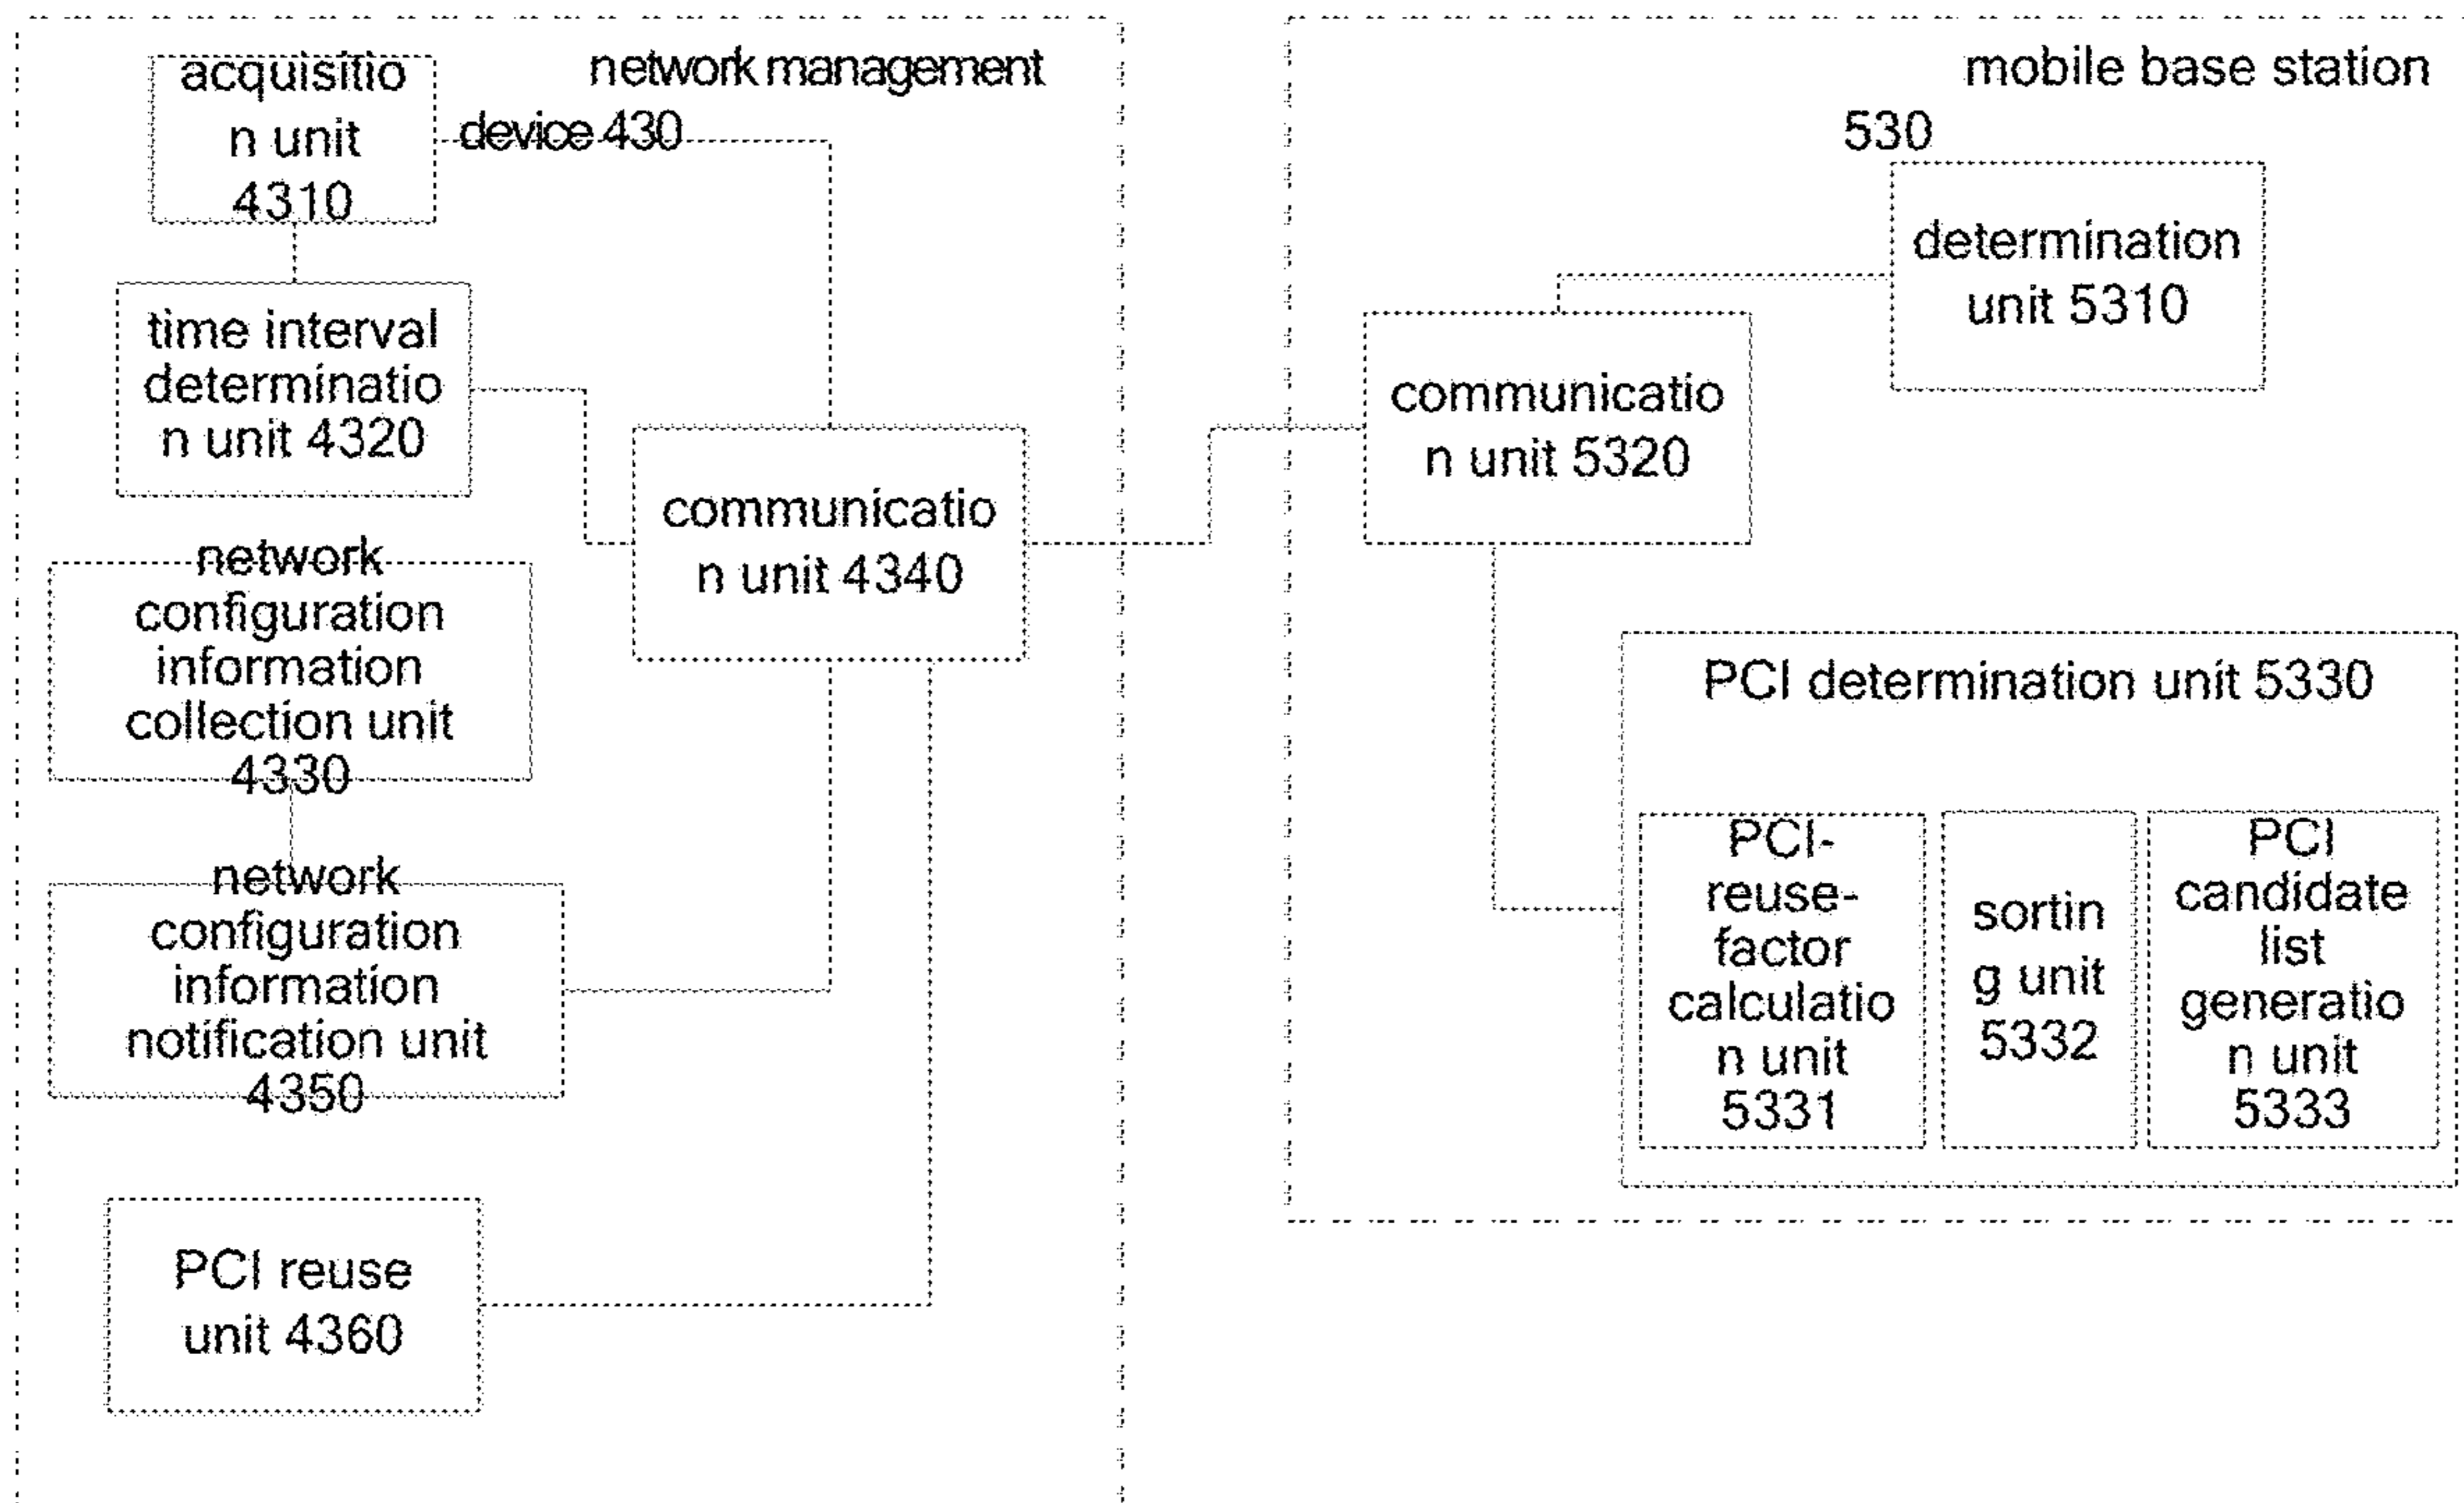 network management
device 430
acquisitio
n unit
4310
time interval
determinatio
n unit 4320
network
configuration
information
collection unit
4330
network
configuration
information
notification unit
4350
PCI reuse
unit 4360
communicatio
n unit 4340
mobile base station
530
determination
unit 5310
communicatio
n unit 5320
PCI determination unit 5330
PCI-
reuse-
factor
calculatio
n unit
5331
sortin
g unit
5332
PCI
candidate
list
generatio
n unit
5333